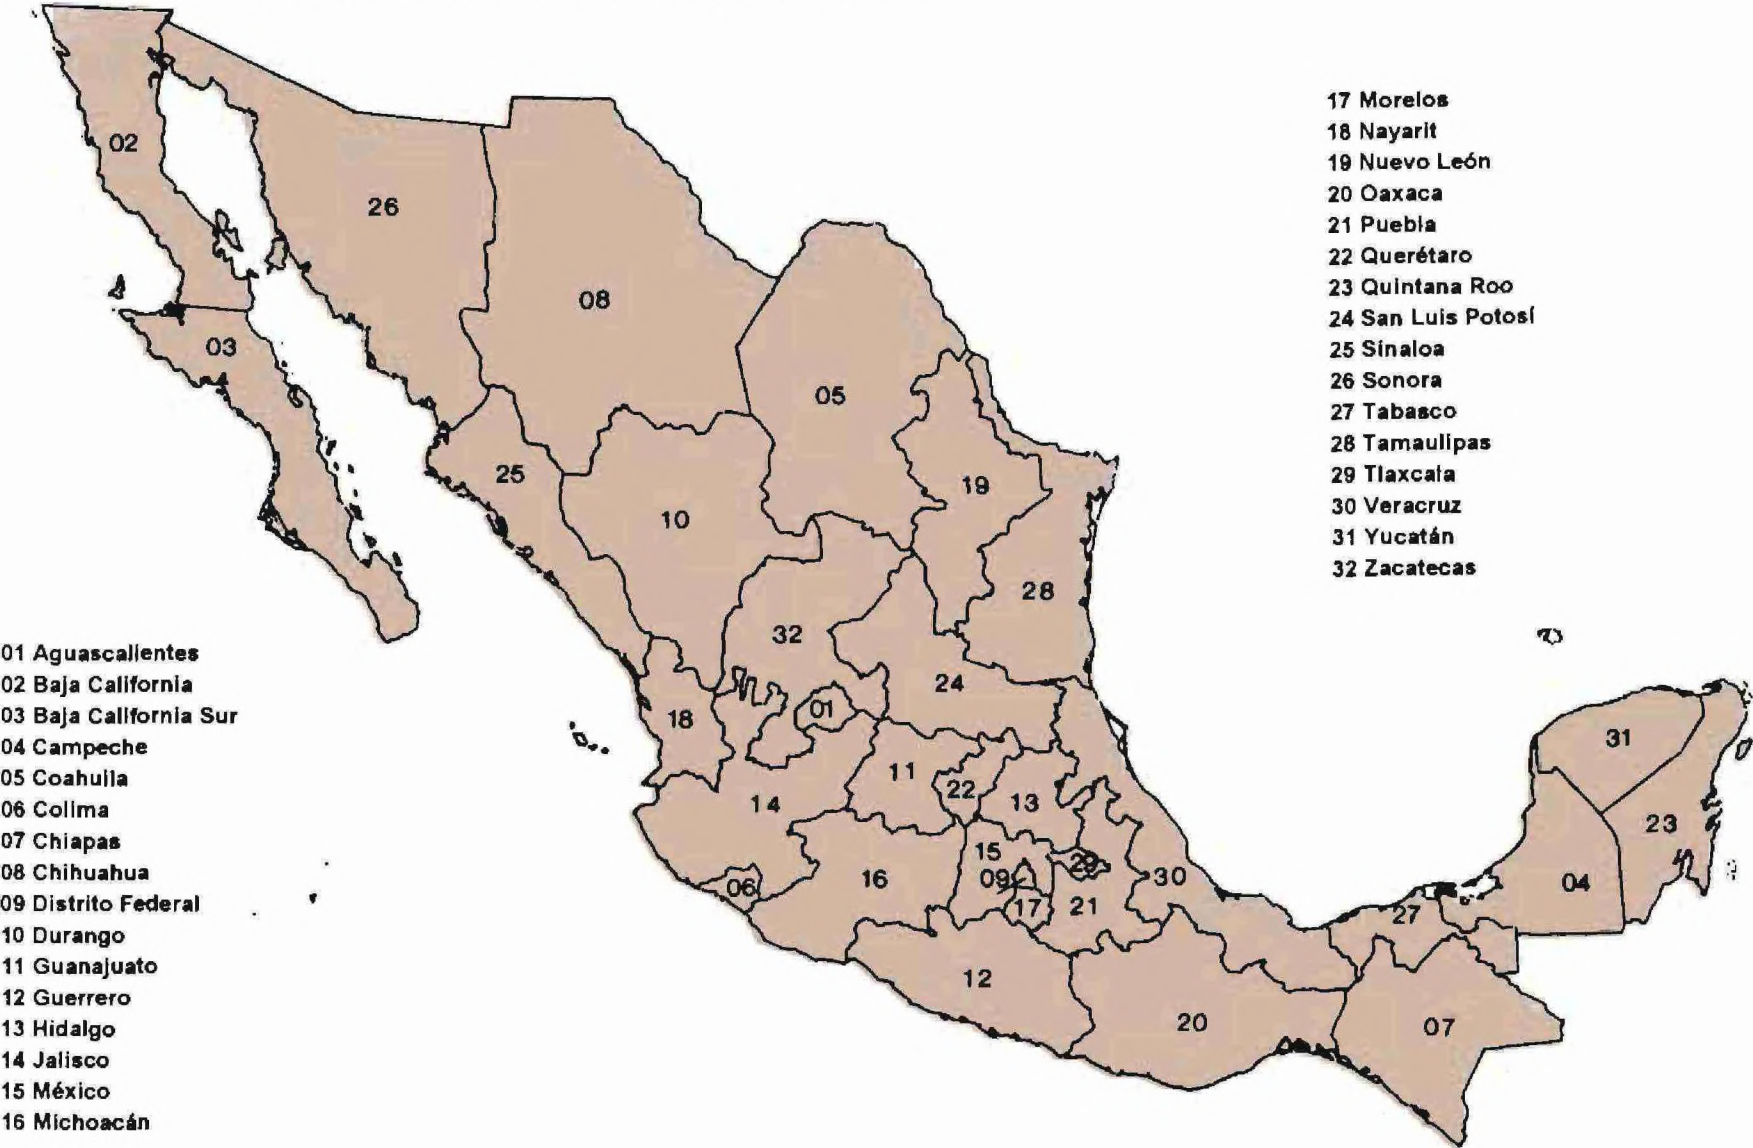 17 Morelos
18 Nayarit
19 Nuevo León
20 Oaxaca
21 Puebla
22 Querétaro
23 Quintana Roo
24 San Luis Potosí
25 Sinaloa
26 Sonora
27 Tabasco
28 Tamaulipas
29 Tlaxcala
30 Veracruz
31 Yucatán
32 Zacatecas
01 Aguascalientes
02 Baja California
03 Baja California Sur
04 Campeche
05 Coahuila
06 Colima
07 Chiapas
08 Chihuahua
09 Distrito Federal
10 Durango
11 Guanajuato
12 Guerrero
13 Hidalgo
14 Jalisco
15 México
16 Michoacán
02
26
08
03
05
25
19
10
28
32
24
01
18
31
11
22
13
14
23
15
29
09
16
30
04
06
17
21
27
12
20
07